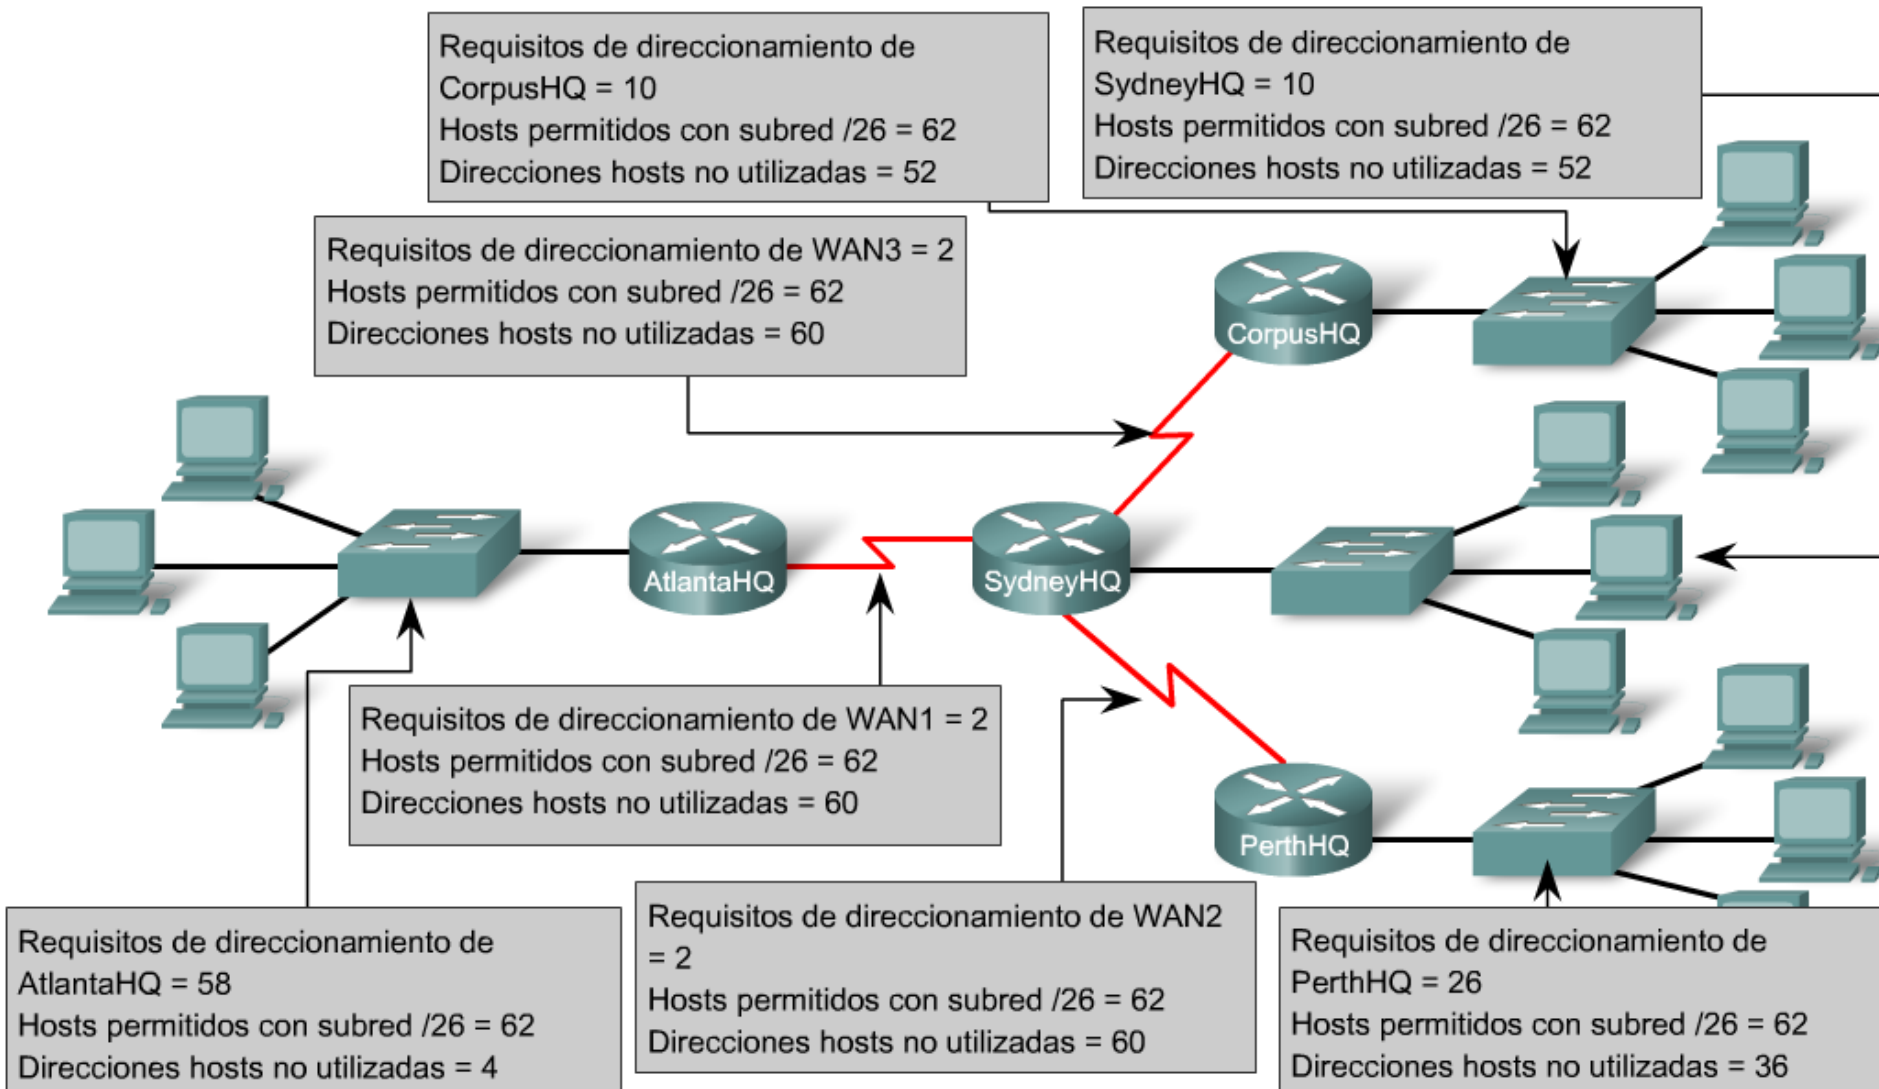 Requisitos de direccionamiento de
CorpusHQ = 10
Hosts permitidos con subred /26 = 62
Direcciones hosts no utilizadas = 52
Requisitos de direccionamiento de
SydneyHQ = 10
Hosts permitidos con subred /26 = 62
Direcciones hosts no utilizadas = 52
Requisitos de direccionamiento de WAN3 = 2
Hosts permitidos con subred /26 = 62
Direcciones hosts no utilizadas = 60
CorpusHQ
AtlantaHQ
SydneyHQ
Requisitos de direccionamiento de WAN1 = 2
Hosts permitidos con subred /26 = 62
Direcciones hosts no utilizadas = 60
PerthHQ
Requisitos de direccionamiento de
AtlantaHQ = 58
Hosts permitidos con subred /26 = 62
Direcciones hosts no utilizadas = 4
Requisitos de direccionamiento de WAN2
= 2
Hosts permitidos con subred /26 = 62
Direcciones hosts no utilizadas = 60
Requisitos de direccionamiento de
PerthHQ = 26
Hosts permitidos con subred /26 = 62
Direcciones hosts no utilizadas = 36